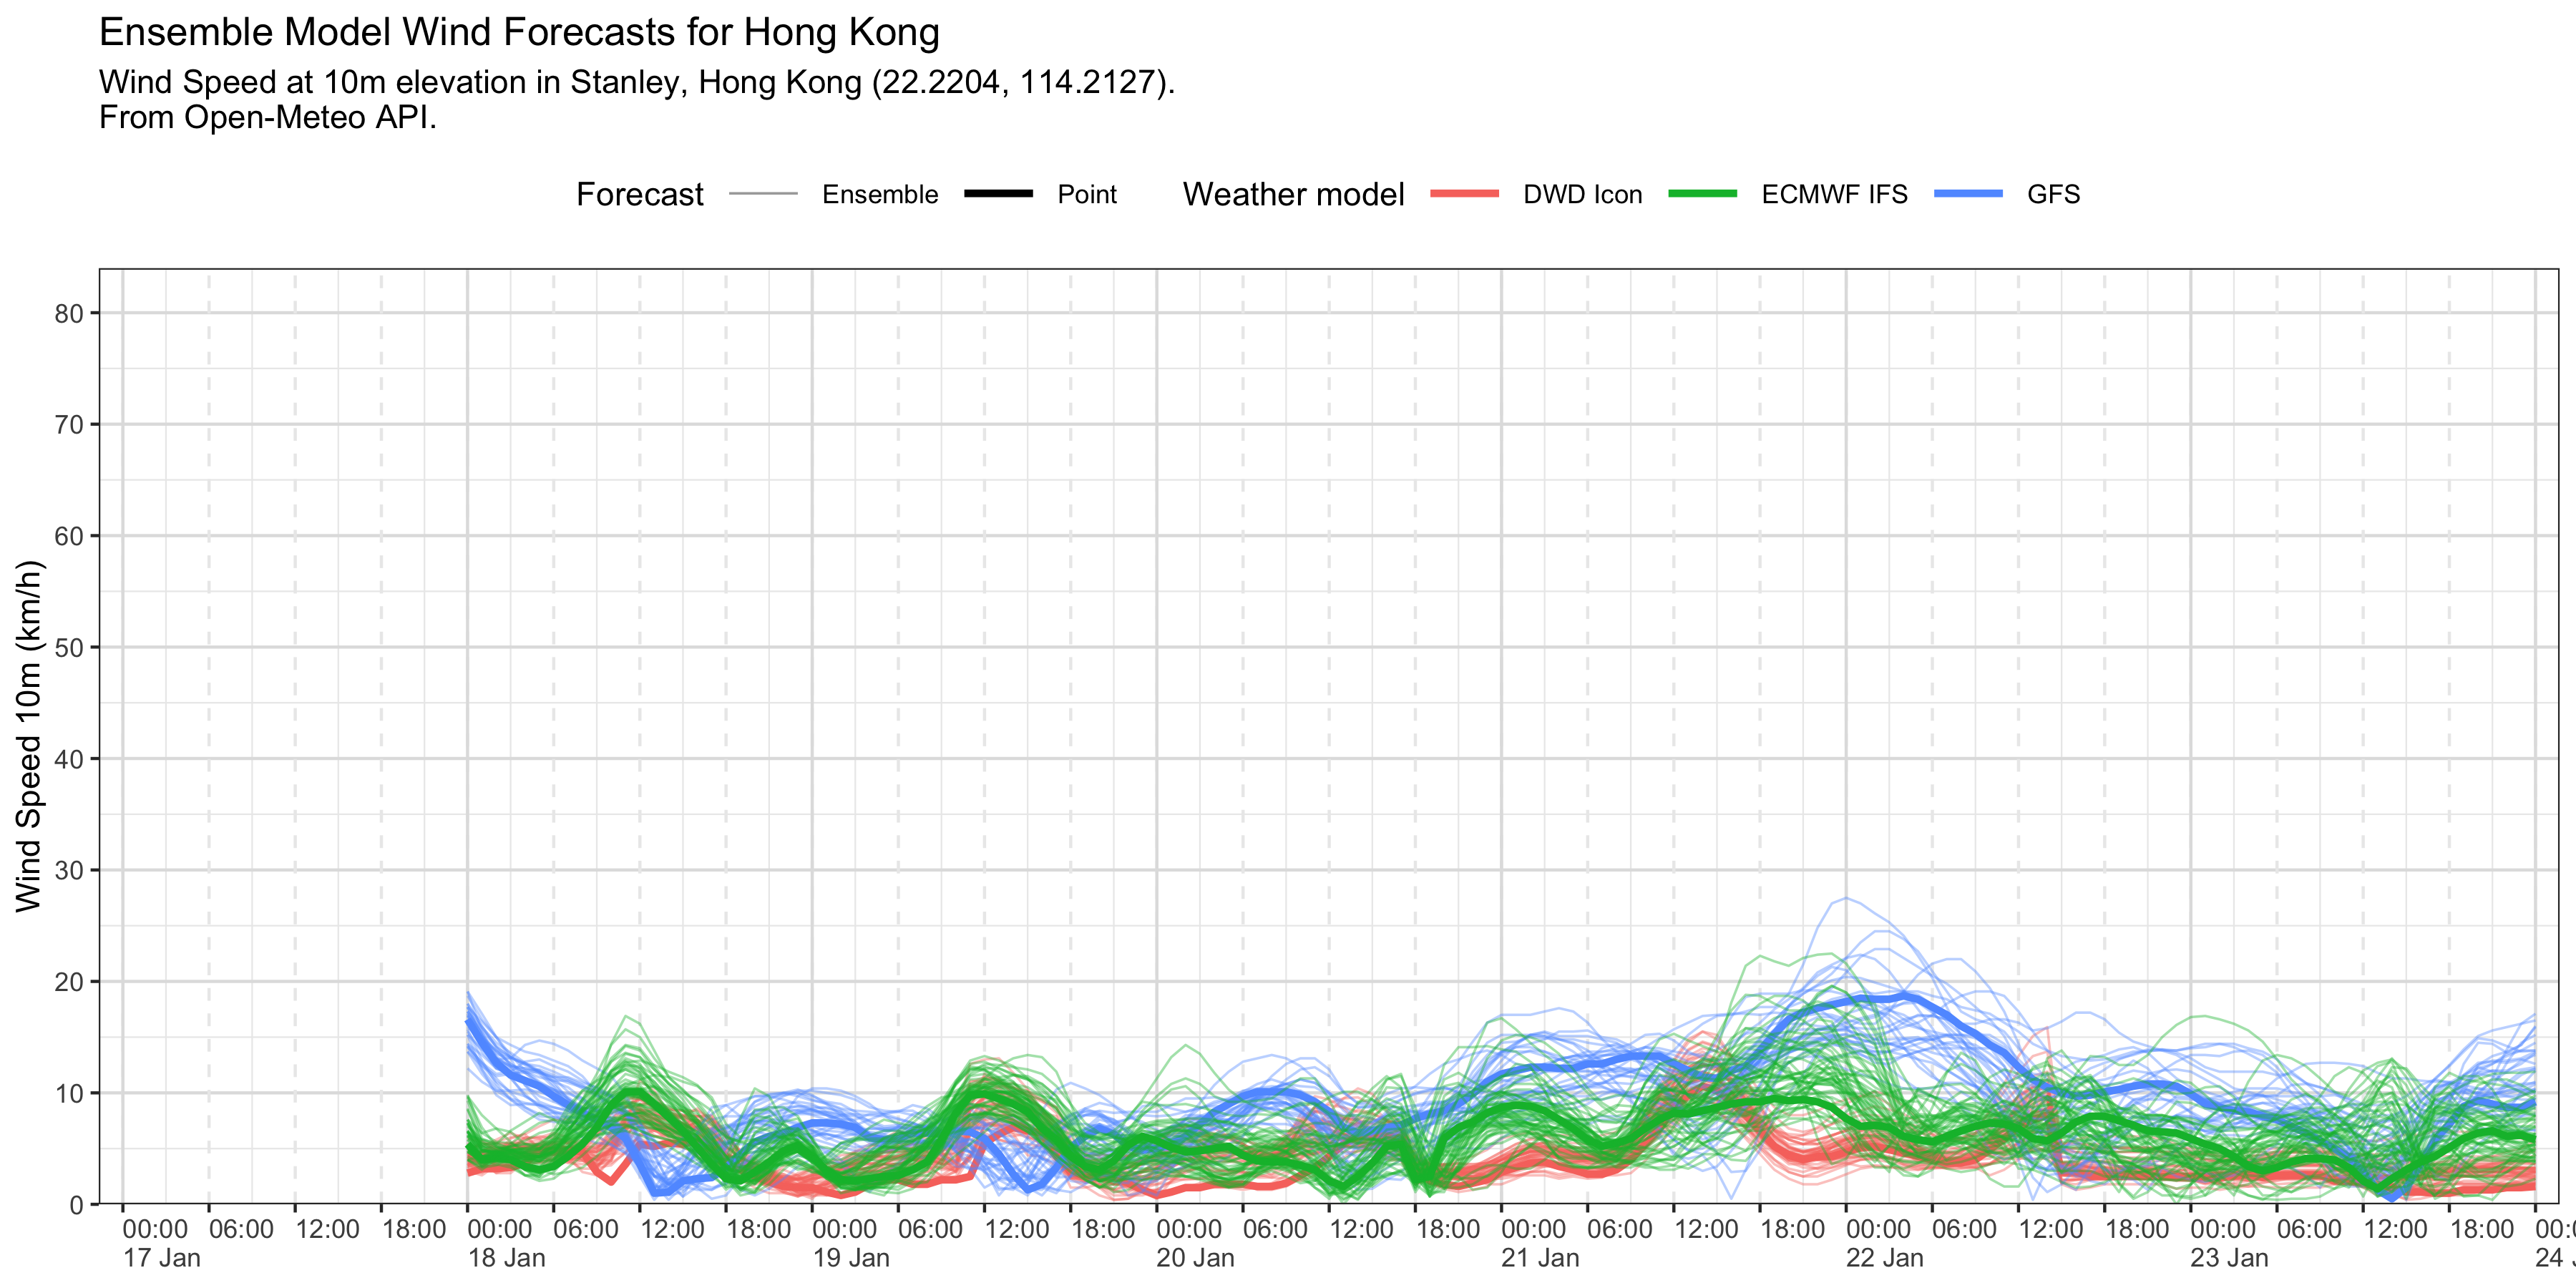 Ensemble Model Wind Forecasts for Hong Kong
Wind Speed at 10m elevation in Stanley, Hong Kong (22.2204, 114.2127).
From Open-Meteo API.
Forecast Ensemble Point Weather model DWD Icon ECMWF IFS GFS
Wind Speed 10m (km/h)
80
70
60
50
40
30
20
10
0
00:00 06:00 12:00 18:00 00:00 06:00 12:00 18:00 00:00 06:00 12:00 18:00 00:00 06:00 12:00 18:00 00:00 06:00 12:00 18:00 00:00 06:00 12:00 18:00 00:00 06:00 12:00 18:00
17 Jan 18 Jan 19 Jan 20 Jan 21 Jan 22 Jan 23 Jan 24